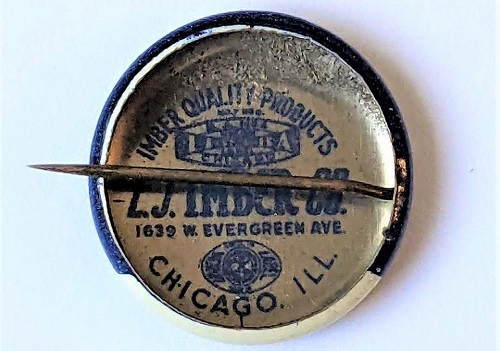 IMBER QUALITY PRODUCTS
L.J. IMBER CO.
1639 W. EVERGREEN AVE.
CHICAGO, ILL.